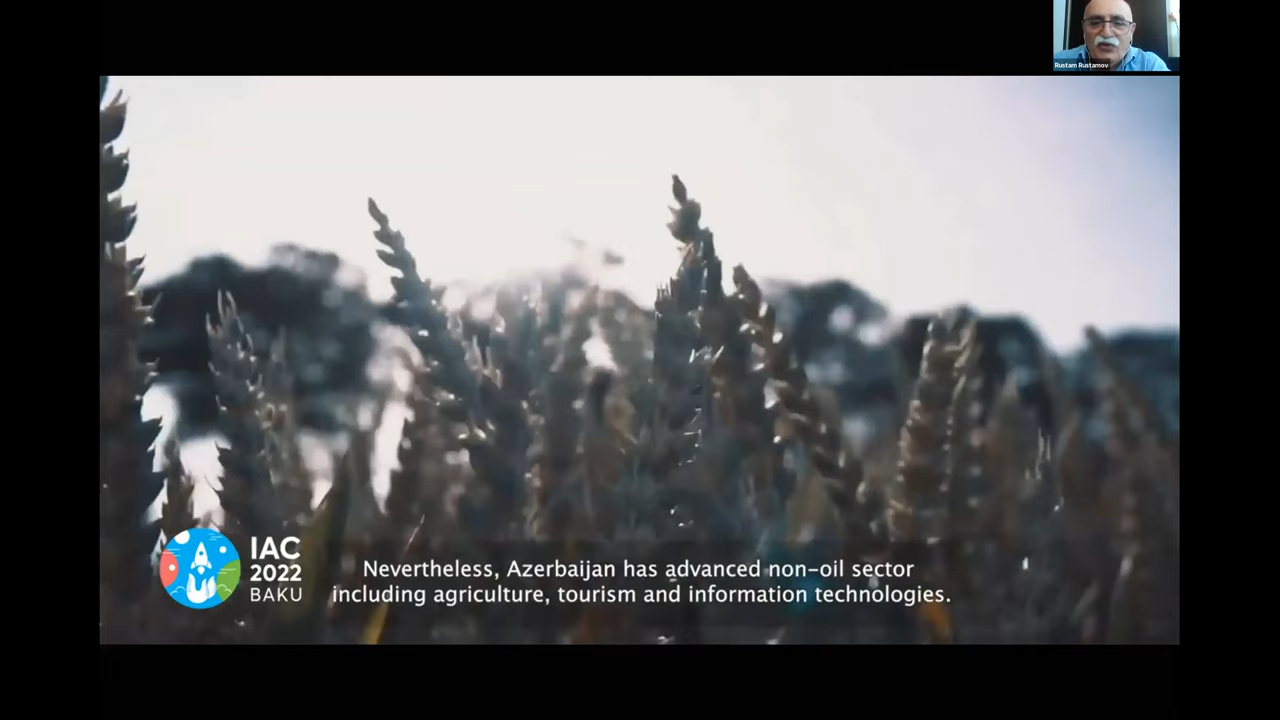 Rustam Rustamov
IAC
2022
BAKU
Nevertheless, Azerbaijan has advanced non-oil sector
including agriculture, tourism and information technologies.